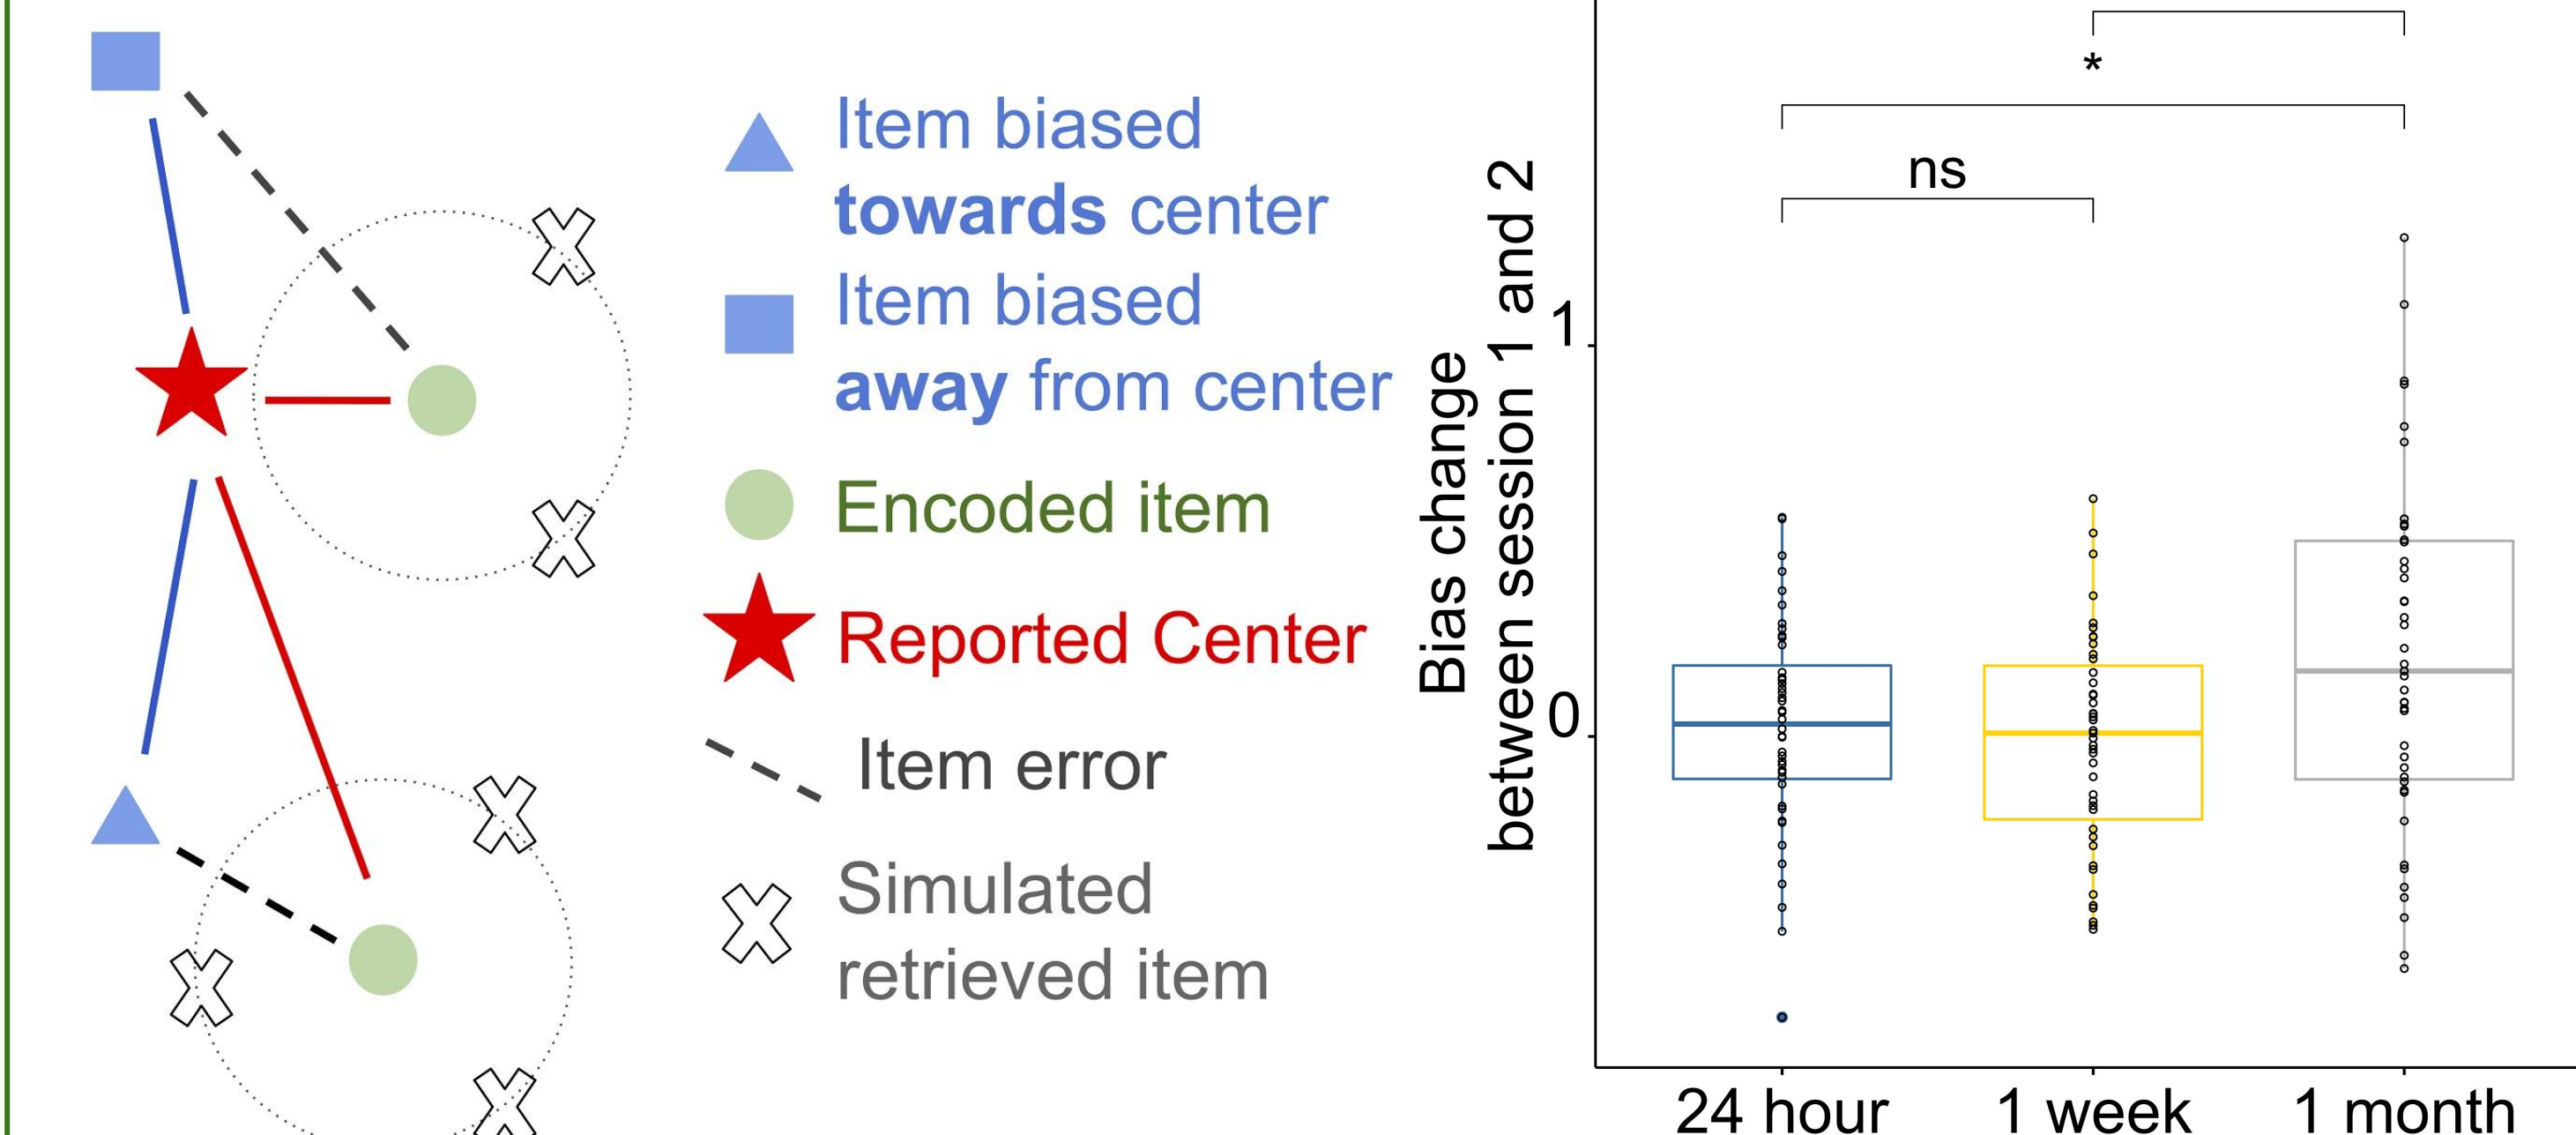 Item biased
towards center
Item biased
away from center
Encoded item
Reported Center
Item error
Simulated
retrieved item
Bias change
between session 1 and 2
*
ns
1
0
24 hour
1 week
1 month